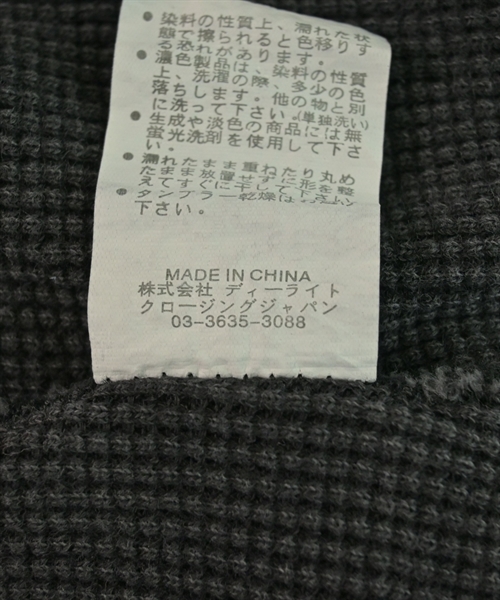 ● 染料の性質上、濡れた状
態で擦られると色移りす
る恐れがあります。
● 濃色製品は、染料の性質
上、洗濯の際、多少の色
落ちします。他の物と別
に洗って下さい。(単独洗い)
● 生成や淡色の商品には無
蛍光洗剤を使用して下さ
い。
● 濡れたまま重ねたり丸め
たまま放置せずに形を整
えてすぐに干して下さい
● タンブラー乾燥は
下さい。
MADE IN CHINA
株式会社 ディーライト
クロージングジャパン
03-3635-3088